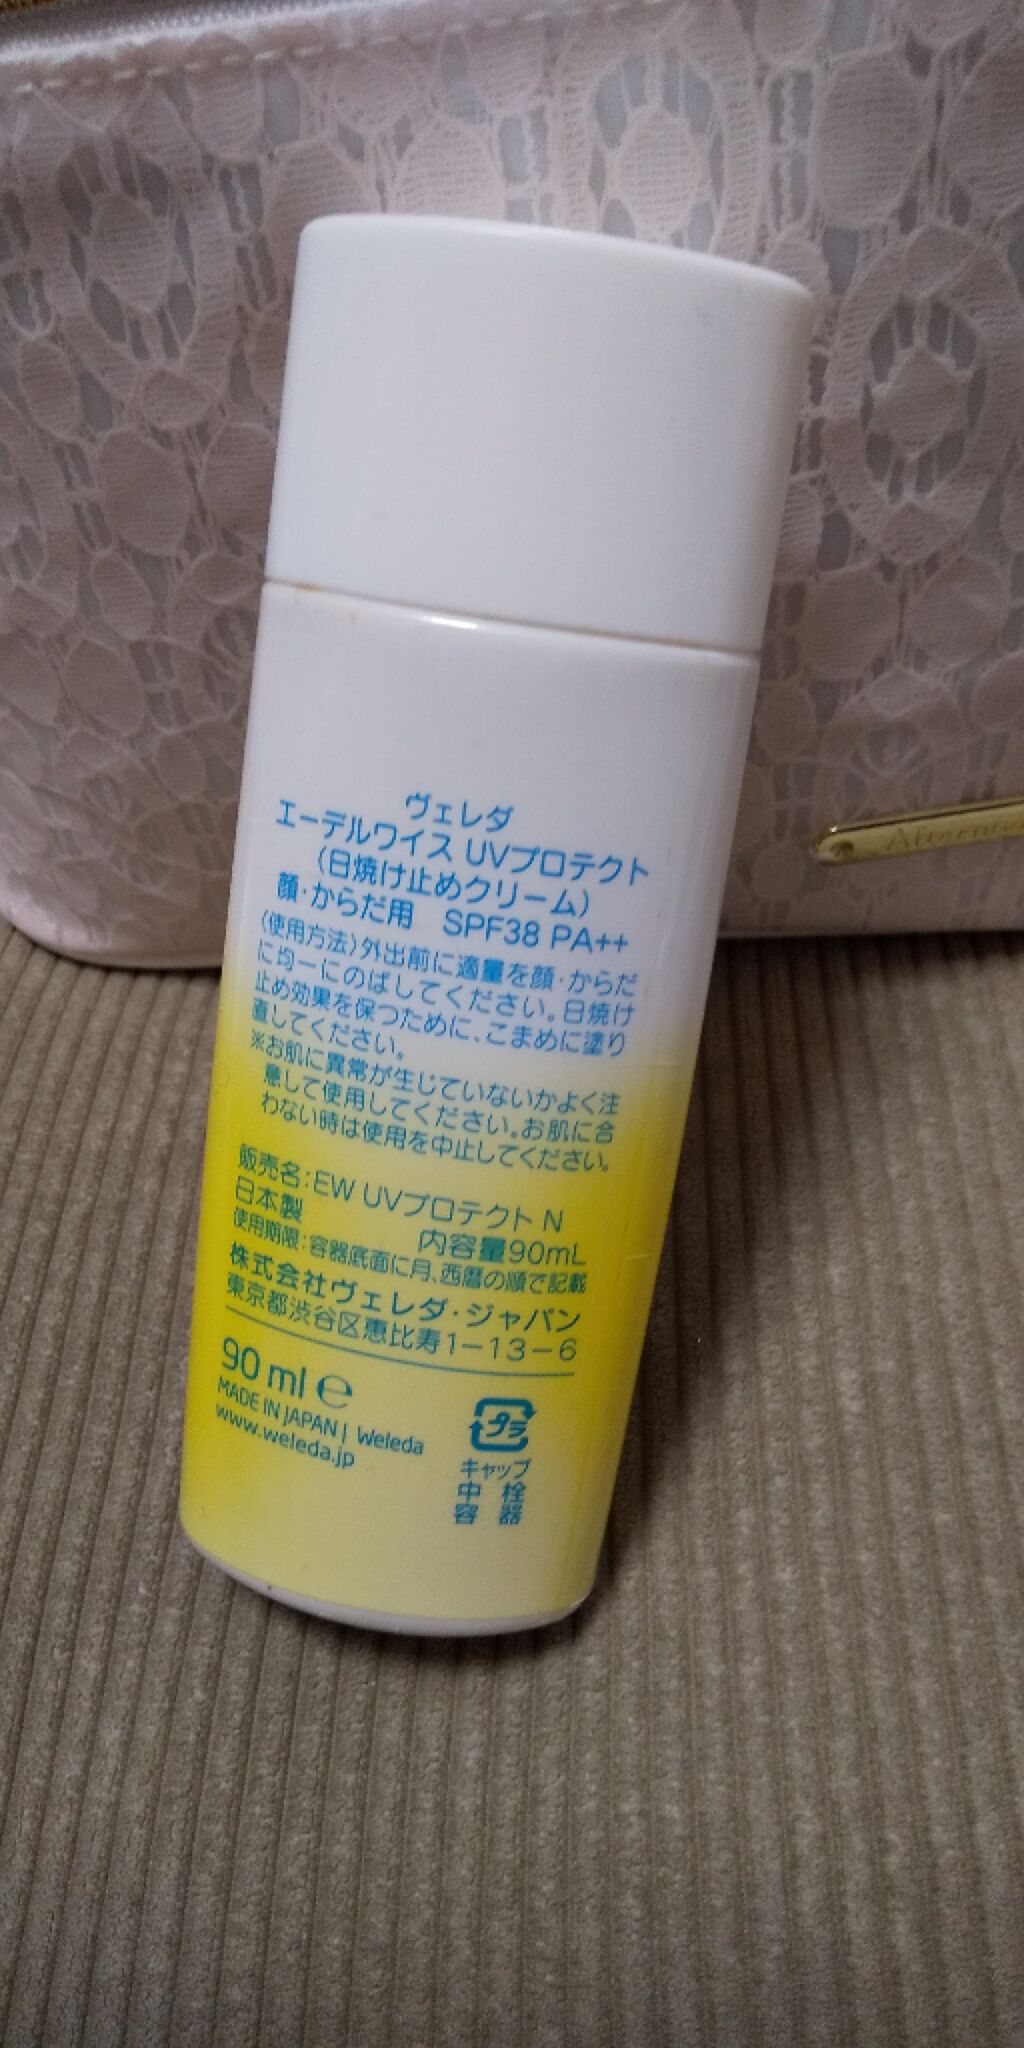 ヴェレダ
エーデルワイス UVプロテクト
（日焼け止めクリーム）
顔・からだ用　SPF38 PA++
〈使用方法〉外出前に適量を顔・からだ
に均一にのばしてください。日焼け
止め効果を保つために、こまめに塗り
直してください。
※お肌に異常が生じていないかよく注
意して使用してください。お肌に合
わない時は使用を中止してください。
販売名：EW UVプロテクト N
日本製　内容量90mL
使用期限：容器底面に月、西暦の順で記載
株式会社ヴェレダ・ジャパン
東京都渋谷区恵比寿1－13－6
90 ml ℮
MADE IN JAPAN | Weleda
www.weleda.jp
プラ
キャップ
中 栓
容 器